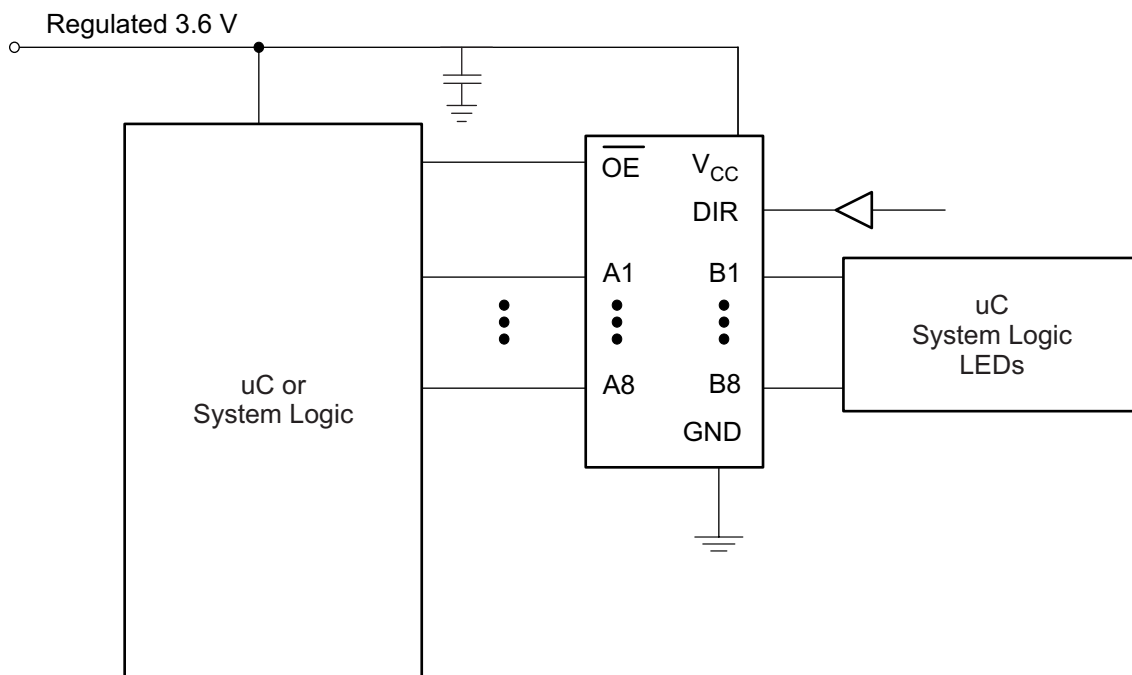 Regulated 3.6 V
OE
VCC
DIR
A1
B1
A8
B8
GND
uC or
System Logic
uC
System Logic
LEDs